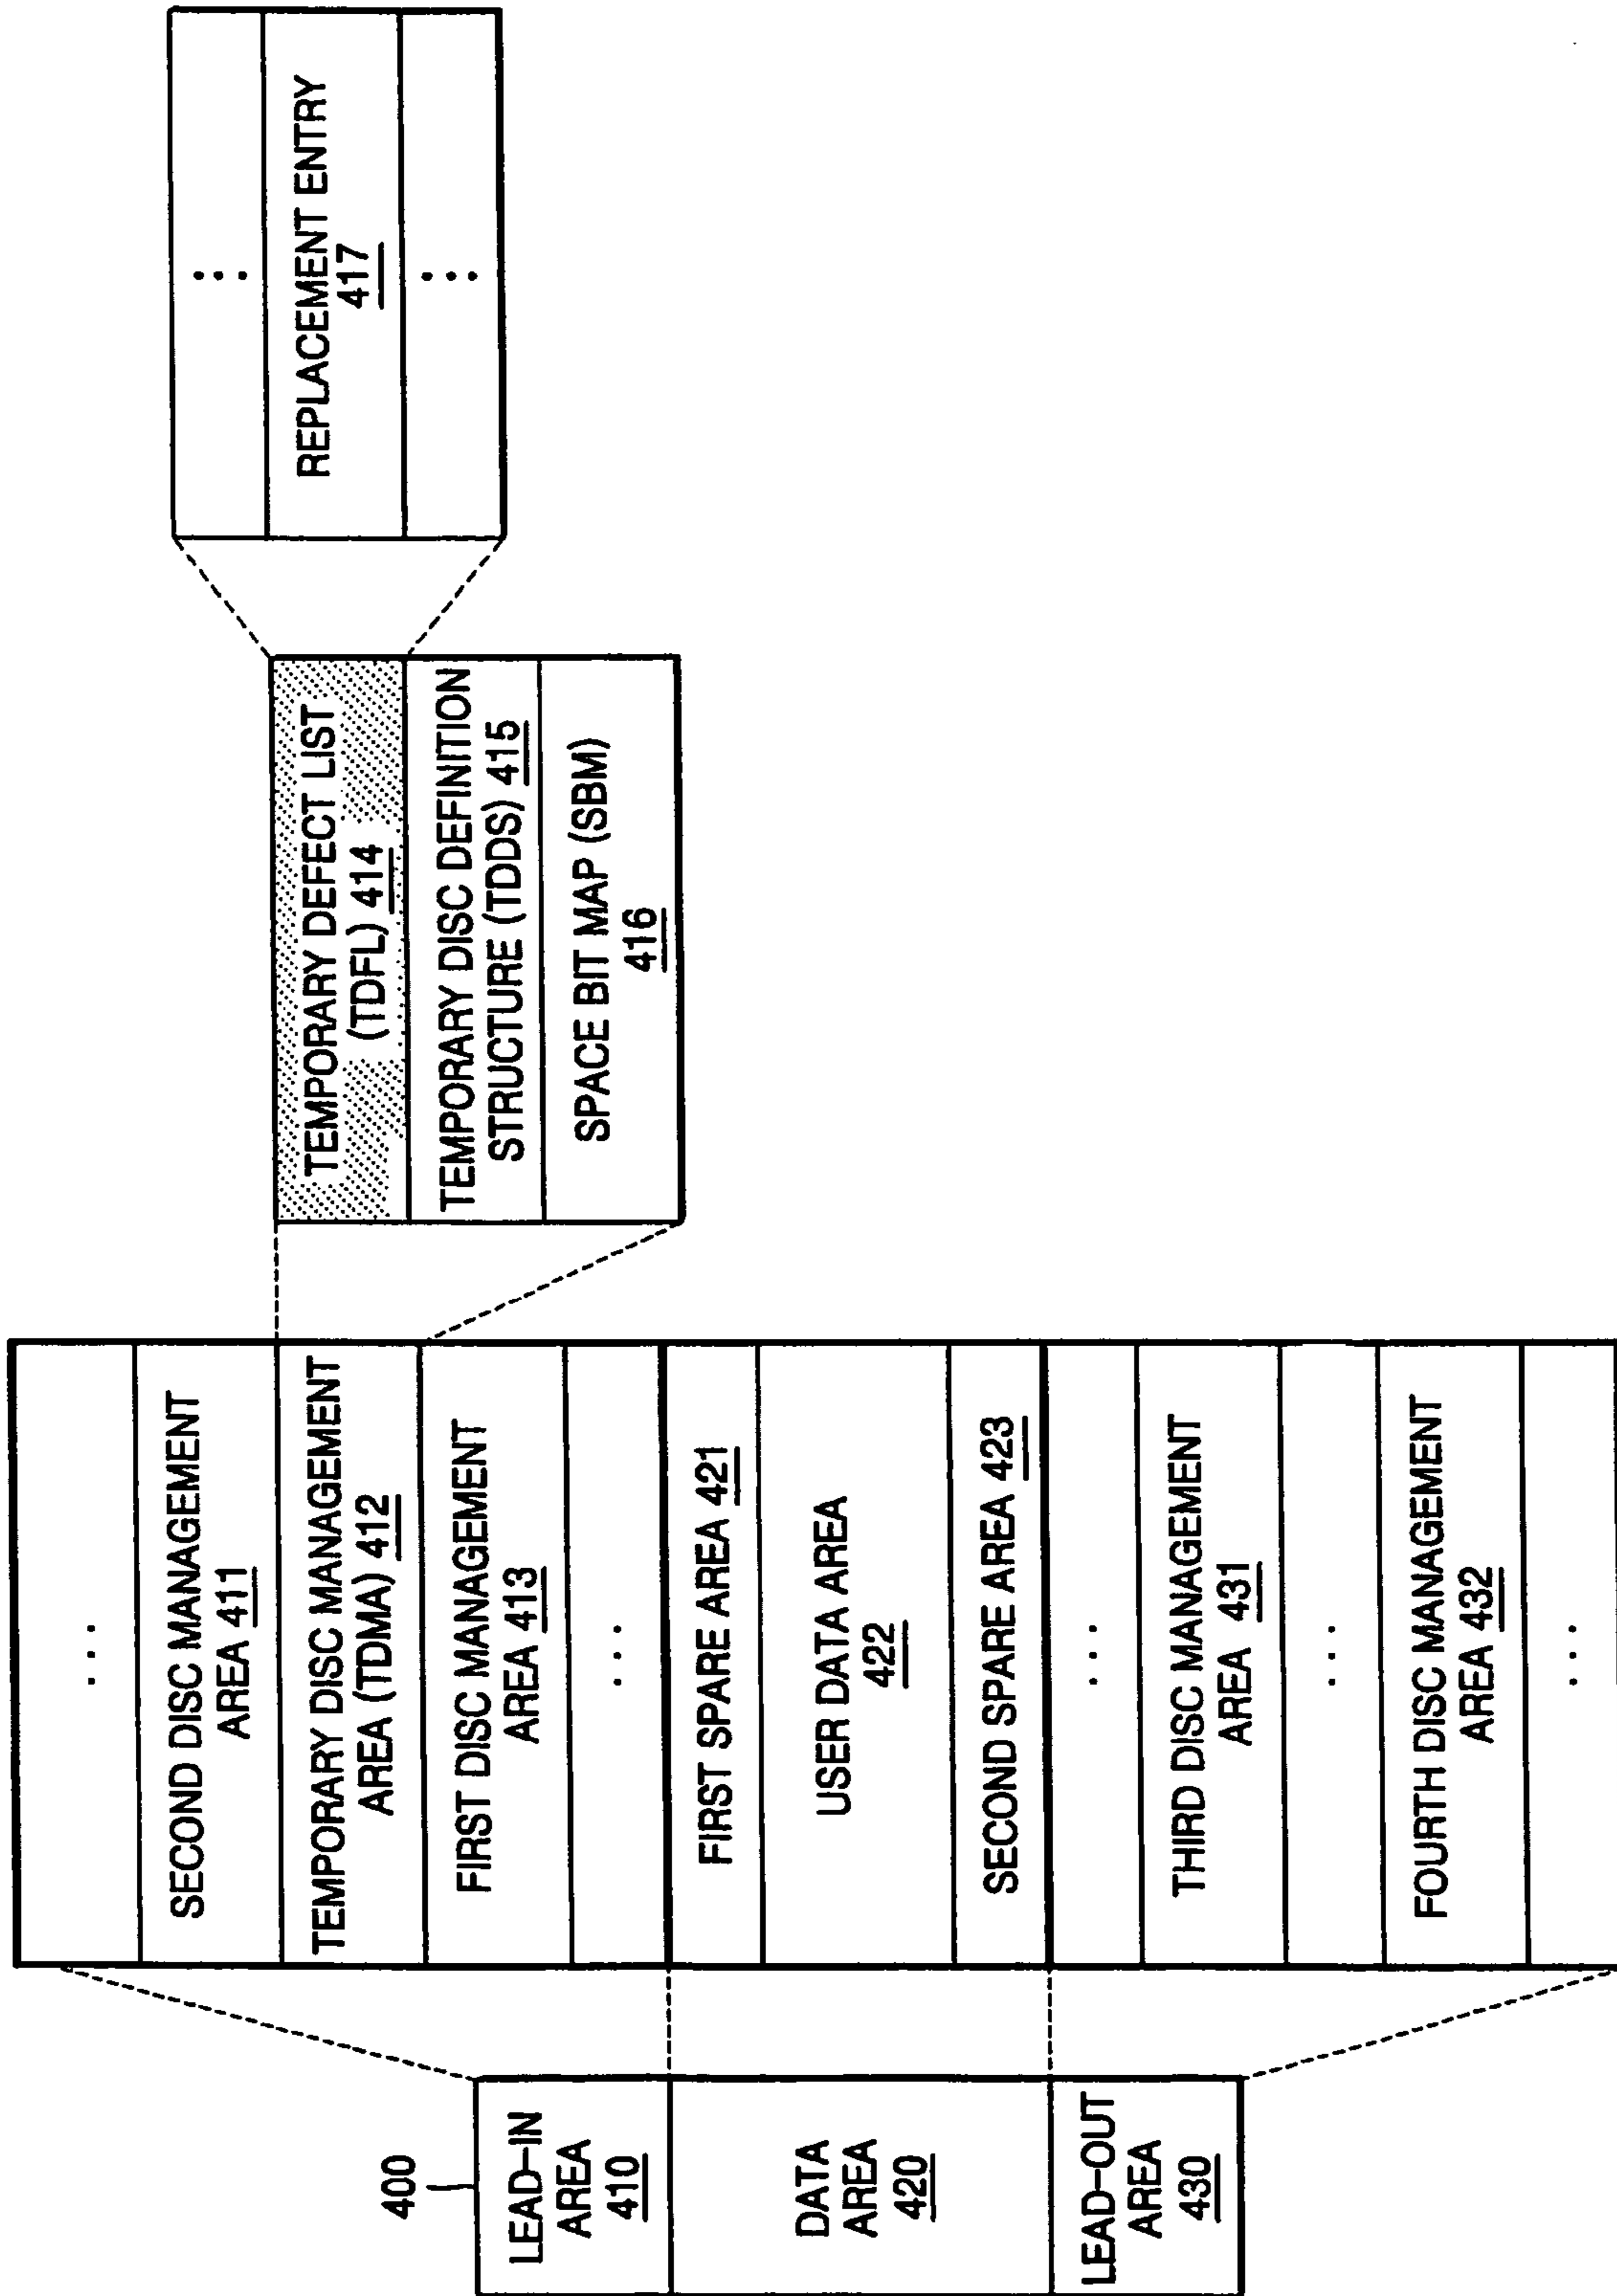 400
LEAD-IN
AREA
410
DATA
AREA
420
LEAD-OUT
AREA
430
...
SECOND DISC MANAGEMENT
AREA 411
TEMPORARY DISC MANAGEMENT
AREA (TDMA) 412
FIRST DISC MANAGEMENT
AREA 413
...
FIRST SPARE AREA 421
USER DATA AREA
422
SECOND SPARE AREA 423
...
THIRD DISC MANAGEMENT
AREA 431
...
FOURTH DISC MANAGEMENT
AREA 432
...
TEMPORARY DEFECT LIST
(TDFL) 414
TEMPORARY DISC DEFINITION
STRUCTURE (TDDS) 415
SPACE BIT MAP (SBM)
416
...
REPLACEMENT ENTRY
417
...